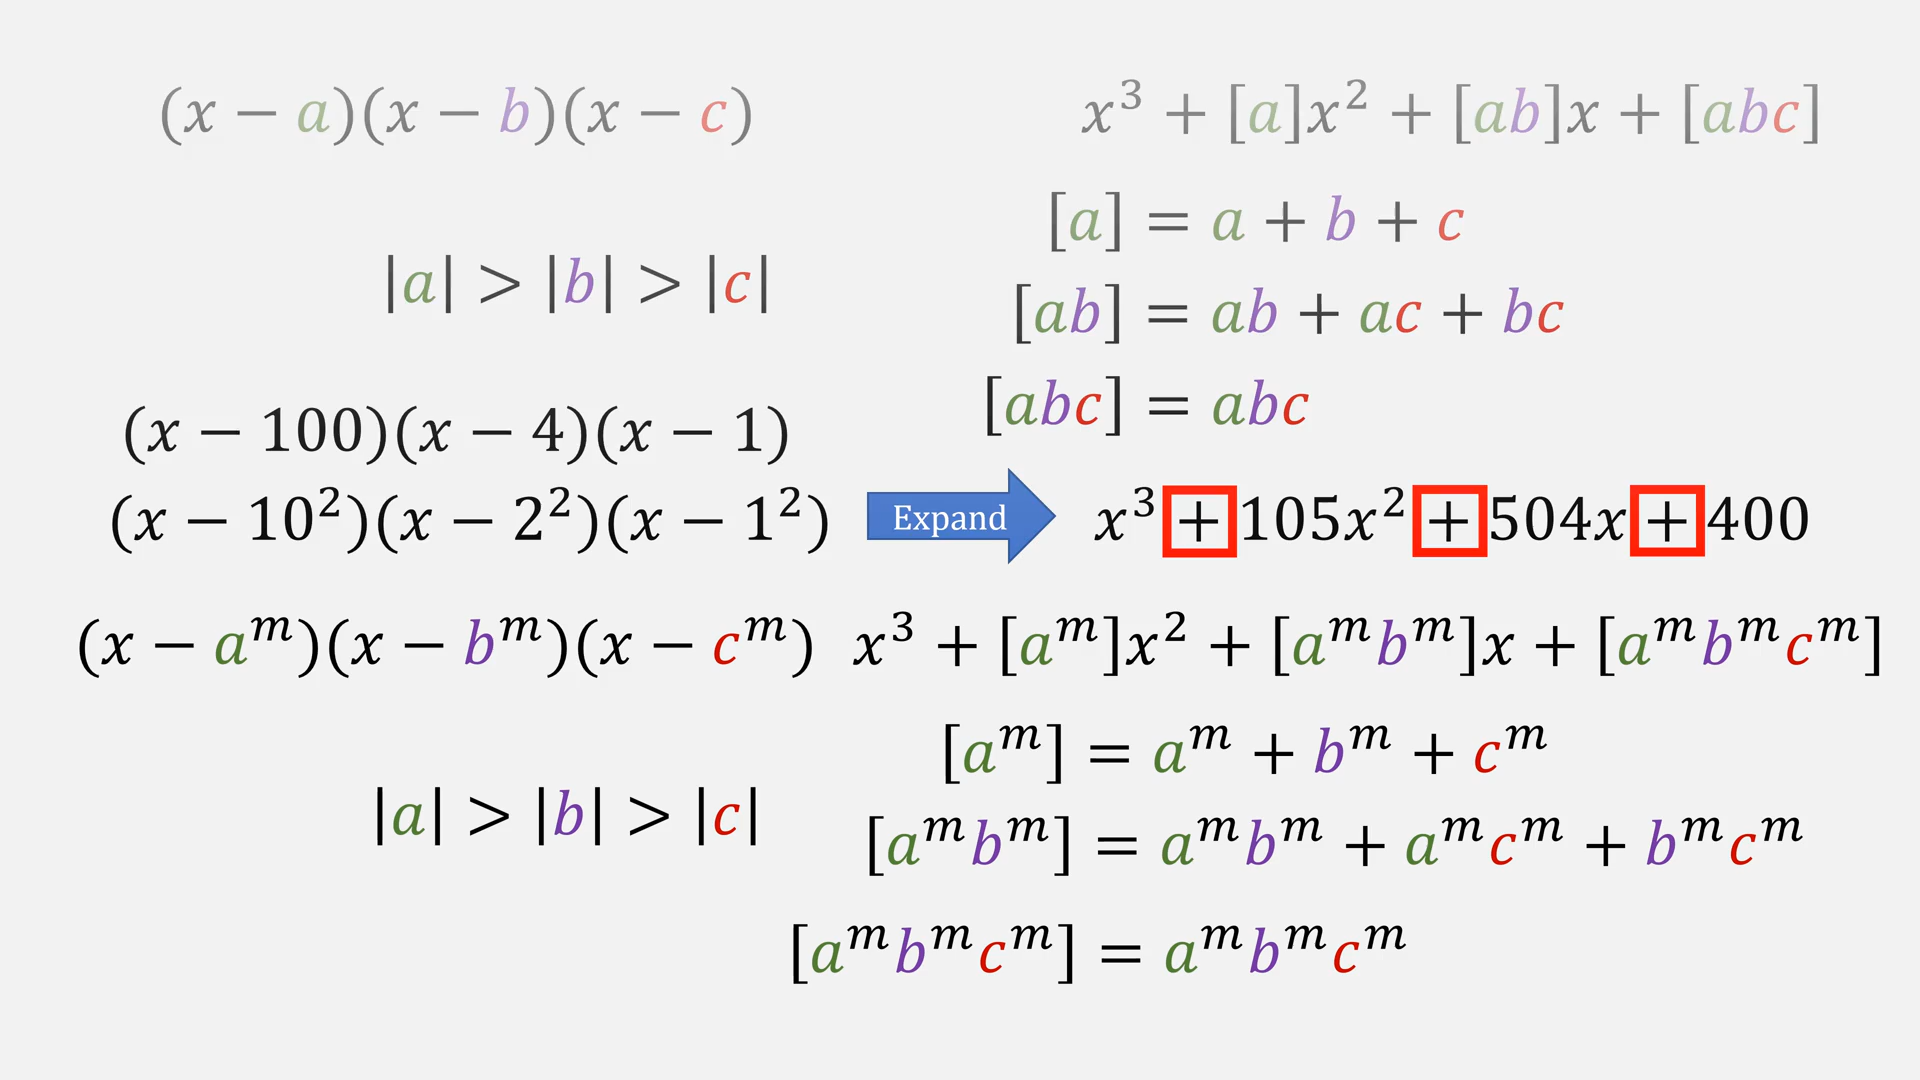 (x − a)(x − b)(x − c)
x³ + [a]x² + [ab]x + [abc]
[a] = a + b + c
|a| > |b| > |c|
[ab] = ab + ac + bc
[abc] = abc
(x − 100)(x − 4)(x − 1)
(x − 10²)(x − 2²)(x − 1²)
Expand
x³ + 105x² + 504x + 400
(x − aᵐ)(x − bᵐ)(x − cᵐ)
x³ + [aᵐ]x² + [aᵐbᵐ]x + [aᵐbᵐcᵐ]
[aᵐ] = aᵐ + bᵐ + cᵐ
|a| > |b| > |c|
[aᵐbᵐ] = aᵐbᵐ + aᵐcᵐ + bᵐcᵐ
[aᵐbᵐcᵐ] = aᵐbᵐcᵐ